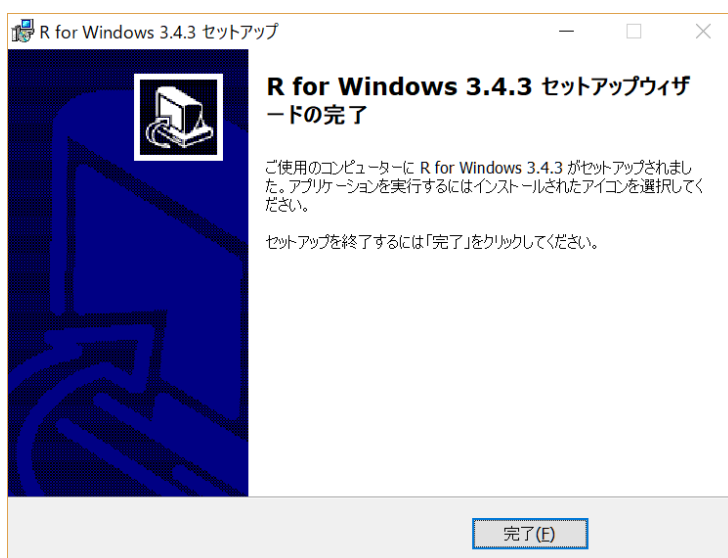 R for Windows 3.4.3 セットアップ
R for Windows 3.4.3 セットアップウィザ
ードの完了
ご使用のコンピューターに R for Windows 3.4.3 がセットアップされまし
た。アプリケーションを実行するにはインストールされたアイコンを選択してく
ださい。
セットアップを終了するには「完了」をクリックしてください。
完了(F)